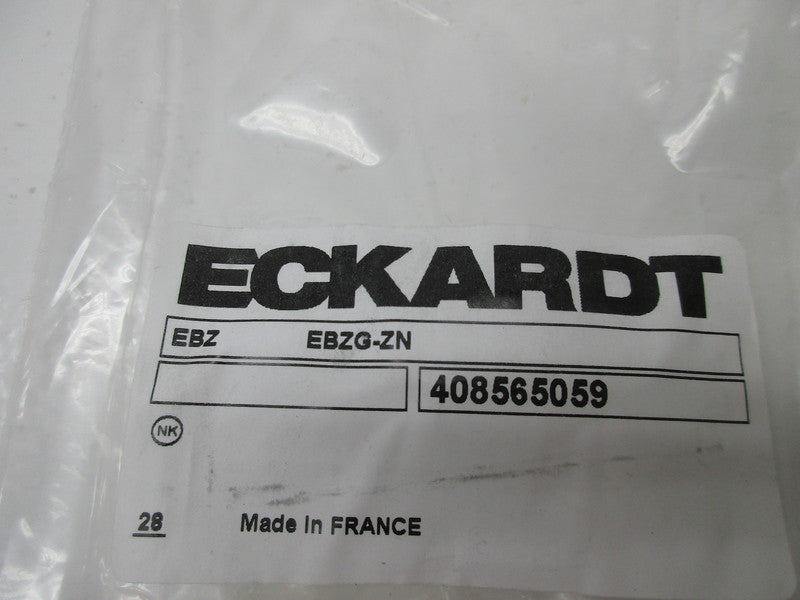 ECKARDT
EBZ EBZG-ZN
408565059
NK
28 Made In FRANCE